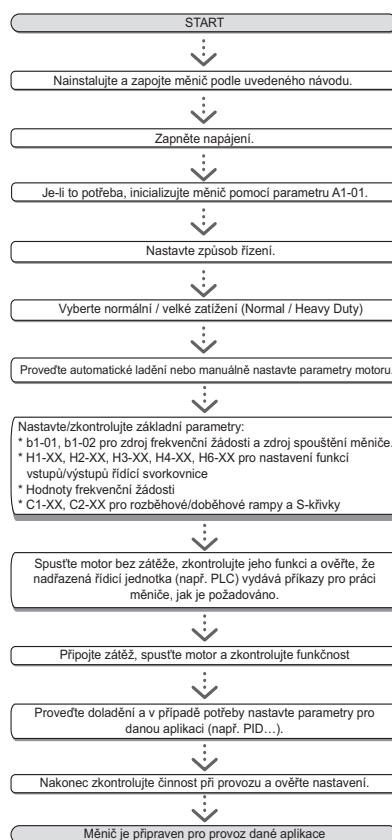 START
Nainstalujte a zapojte měnič podle uvedeného návodu.
Zapněte napájení.
Je-li to potřeba, inicializujte měnič pomocí parametru A1-01.
Nastavte způsob řízení.
Vyberte normální / velké zatížení (Normal / Heavy Duty)
Proveďte automatické ladění nebo manuálně nastavte parametry motoru.
Nastavte/zkontrolujte základní parametry:
* b1-01, b1-02 pro zdroj frekvenční žádosti a zdroj spouštění měniče.
* H1-XX, H2-XX, H3-XX, H4-XX, H6-XX pro nastavení funkcí
vstupů/výstupů řídící svorkovnice
* Hodnoty frekvenční žádosti
* C1-XX, C2-XX pro rozběhové/doběhové rampy a S-křivky
Spusťte motor bez zátěže, zkontrolujte jeho funkci a ověřte, že
nadřazená řídicí jednotka (např. PLC) vydává příkazy pro práci
měniče, jak je požadováno.
Připojte zátěž, spusťte motor a zkontrolujte funkčnost
Proveďte doladění a v případě potřeby nastavte parametry pro
danou aplikaci (např. PID…).
Nakonec zkontrolujte činnost při provozu a ověřte nastavení.
Měnič je připraven pro provoz dané aplikace